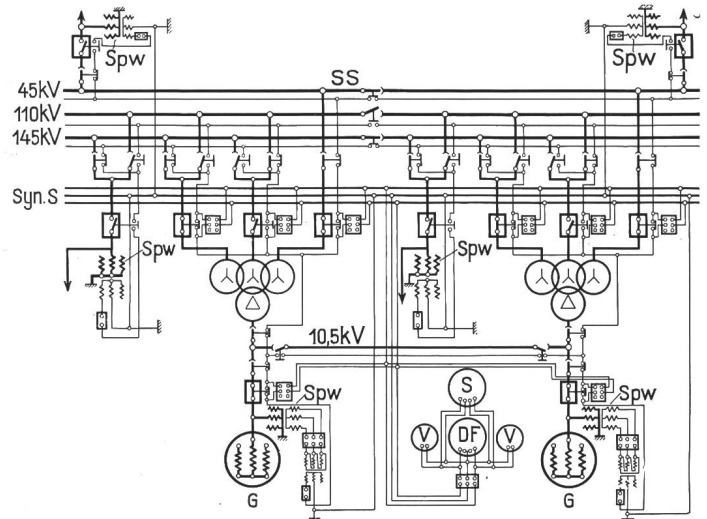 Spw
Spw
SS
45kV
110kV
145kV
Syn.S
Spw
Spw
10,5kV
Spw
Spw
S
V
DF
V
G
G